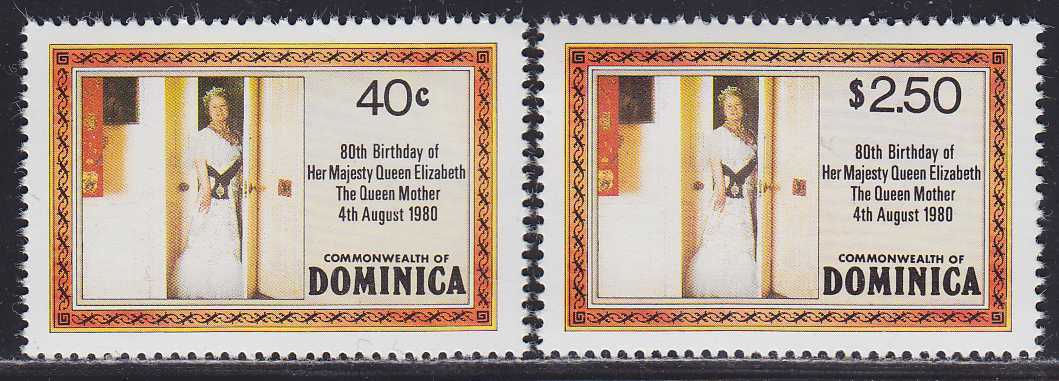 40c
80th Birthday of
Her Majesty Queen Elizabeth
The Queen Mother
4th August 1980
COMMONWEALTH OF
DOMINICA
$2.50
80th Birthday of
Her Majesty Queen Elizabeth
The Queen Mother
4th August 1980
COMMONWEALTH OF
DOMINICA